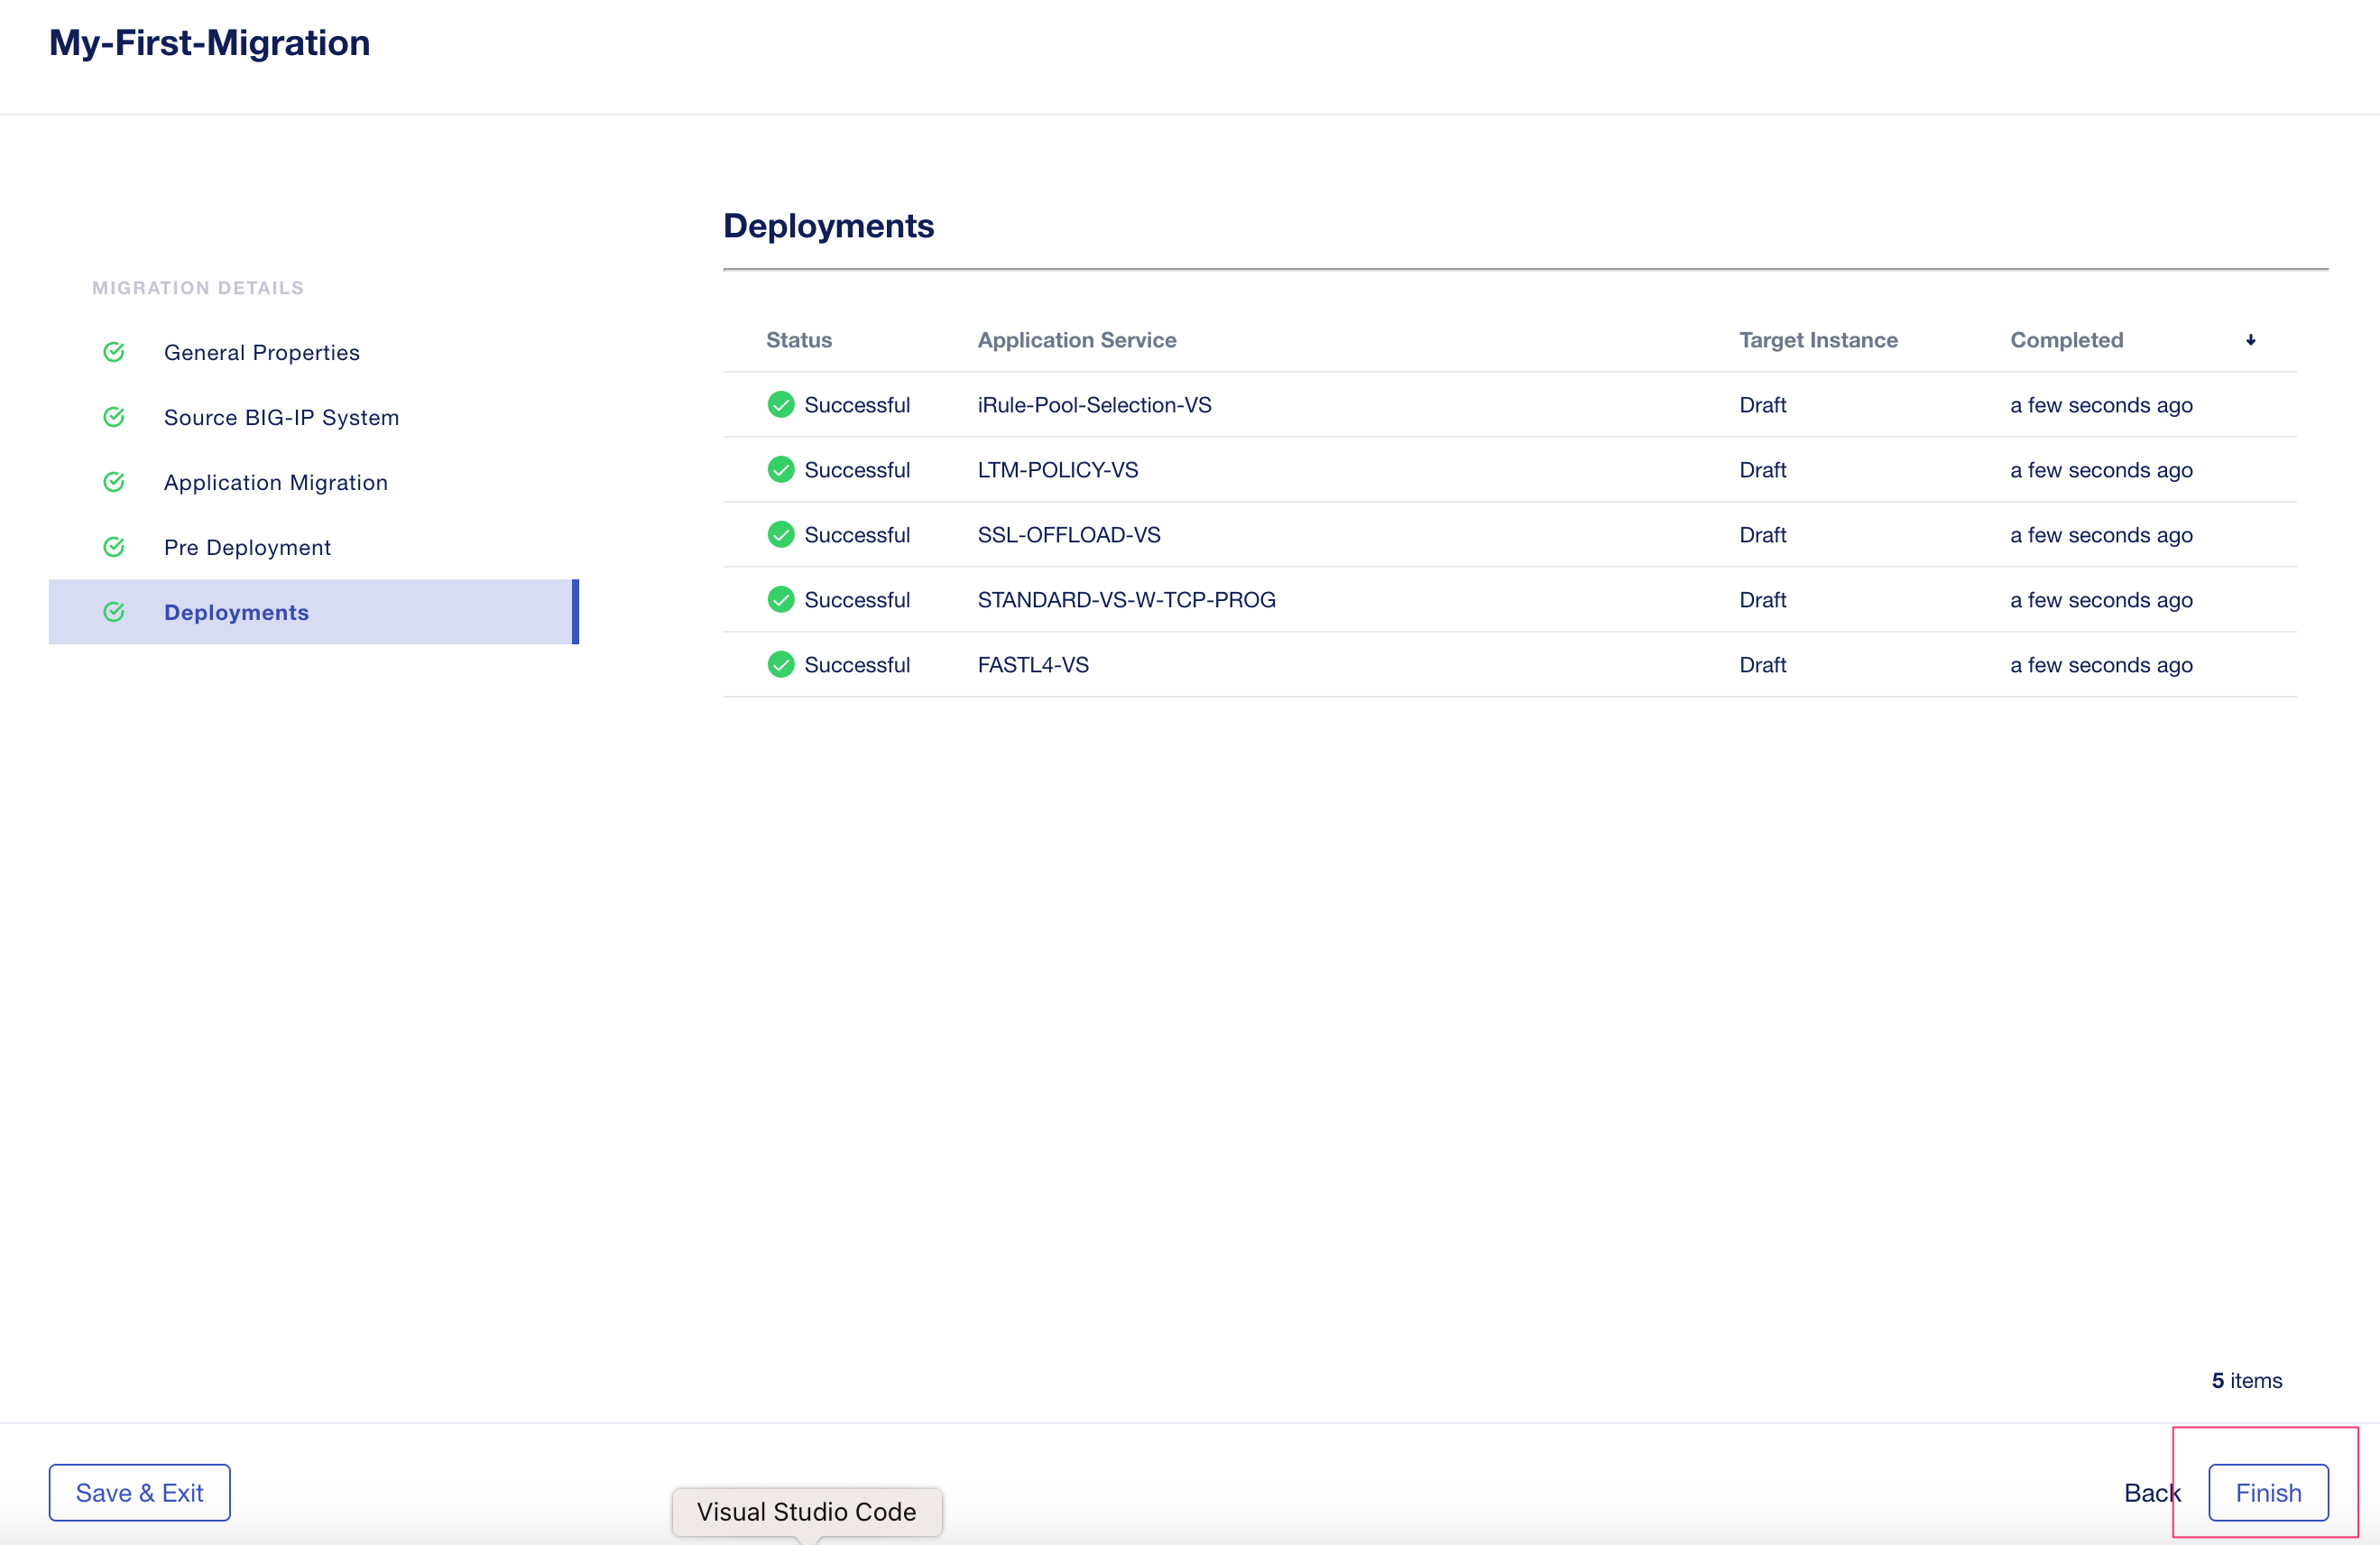 My-First-Migration
MIGRATION DETAILS
General Properties
Source BIG-IP System
Application Migration
Pre Deployment
Deployments
Deployments
Status Application Service Target Instance Completed
Successful iRule-Pool-Selection-VS Draft a few seconds ago
Successful LTM-POLICY-VS Draft a few seconds ago
Successful SSL-OFFLOAD-VS Draft a few seconds ago
Successful STANDARD-VS-W-TCP-PROG Draft a few seconds ago
Successful FASTL4-VS Draft a few seconds ago
5 items
Save & Exit
Visual Studio Code
Back Finish